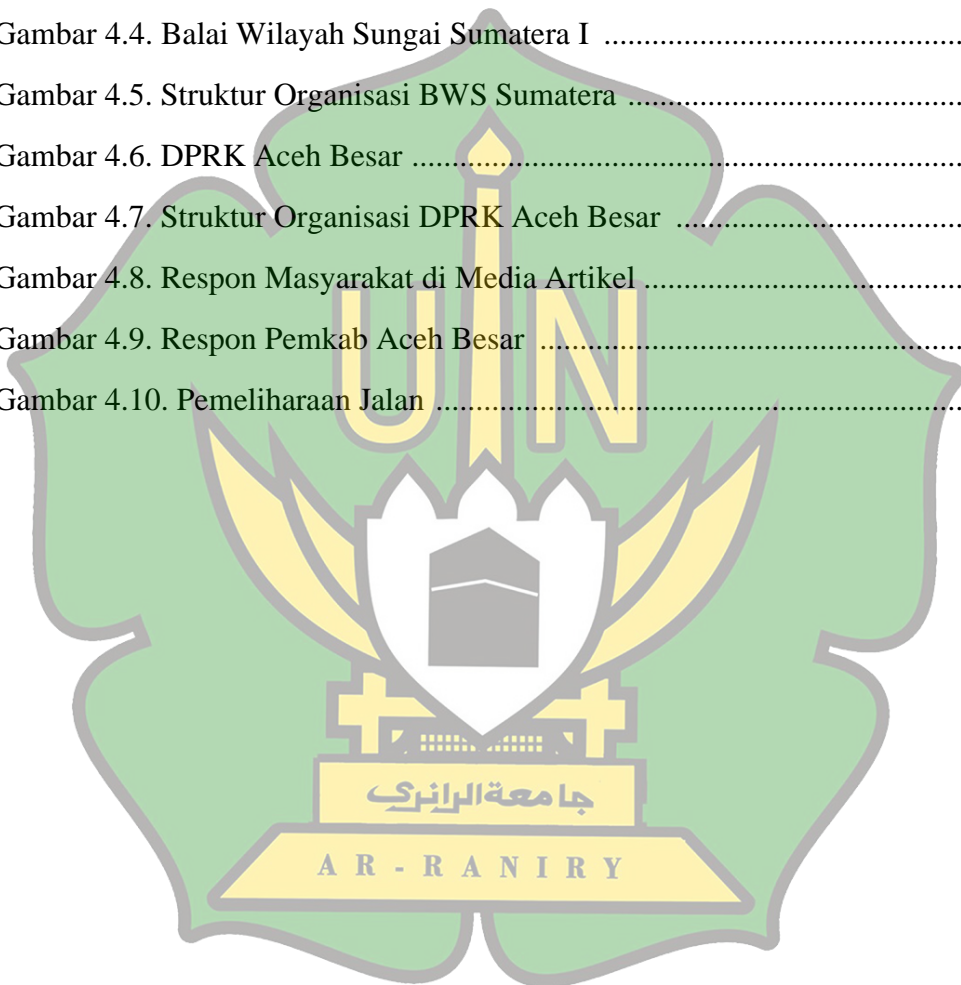 Gambar 4.4. Balai Wilayah Sungai Sumatera I ........................................................
Gambar 4.5. Struktur Organisasi BWS Sumatera ....................................................
Gambar 4.6. DPRK Aceh Besar ........................................................................................
Gambar 4.7. Struktur Organisasi DPRK Aceh Besar ............................................
Gambar 4.8. Respon Masyarakat di Media Artikel ..................................................
Gambar 4.9. Respon Pemkab Aceh Besar ..................................................................
Gambar 4.10. Pemeliharaan Jalan ....................................................................................
UIN
جامعة الرانري
AR-RANIRY